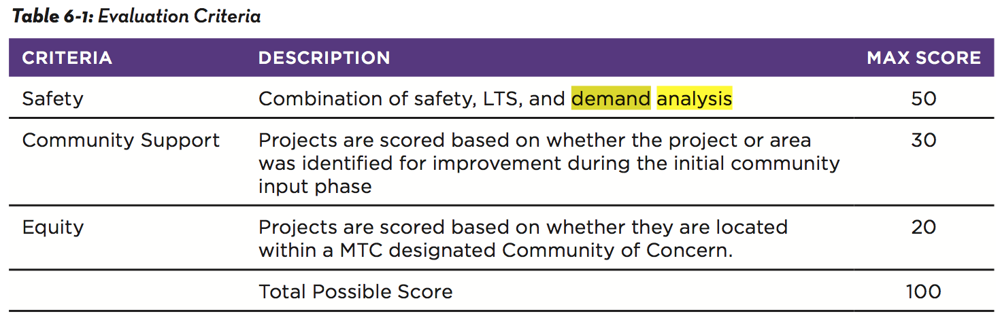 Table 6-1: Evaluation Criteria
CRITERIA DESCRIPTION MAX SCORE
Safety Combination of safety, LTS, and demand analysis 50
Community Support Projects are scored based on whether the project or area 30
was identified for improvement during the initial community
input phase
Equity Projects are scored based on whether they are located 20
within a MTC designated Community of Concern.
Total Possible Score 100